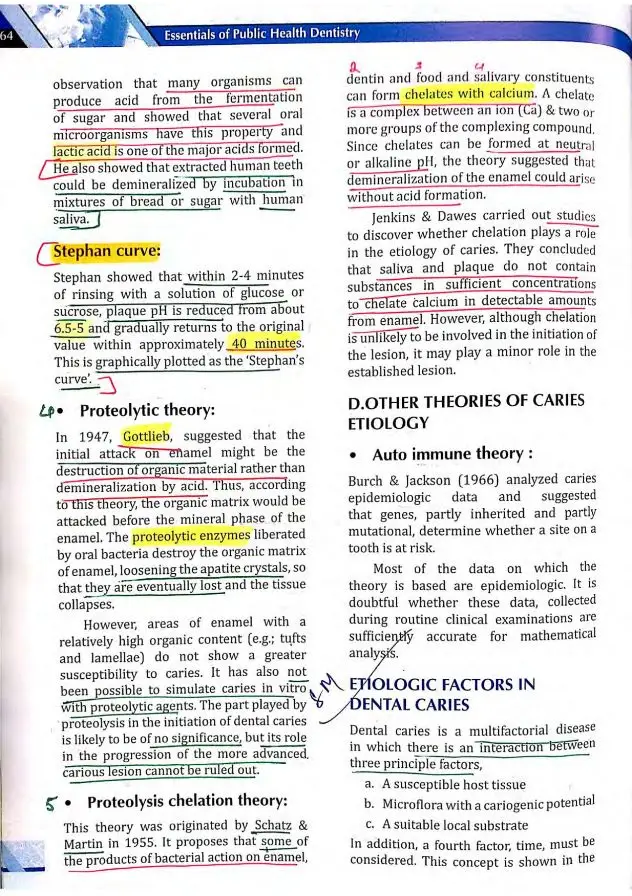 64
Essentials of Public Health Dentistry
observation that many organisms can
produce acid from the fermentation
of sugar and showed that several oral
microorganisms have this property and
lactic acid is one of the major acids formed.
He also showed that extracted human teeth
could be demineralized by incubation in
mixtures of bread or sugar with human
saliva.
Stephan curve:
Stephan showed that within 2-4 minutes
of rinsing with a solution of glucose or
sucrose, plaque pH is reduced from about
6.5-5 and gradually returns to the original
value within approximately 40 minutes.
This is graphically plotted as the 'Stephan's
curve'.
4 • Proteolytic theory:
In 1947, Gottlieb, suggested that the
initial attack on enamel might be the
destruction of organic material rather than
demineralization by acid. Thus, according
to this theory, the organic matrix would be
attacked before the mineral phase of the
enamel. The proteolytic enzymes liberated
by oral bacteria destroy the organic matrix
of enamel, loosening the apatite crystals, so
that they are eventually lost and the tissue
collapses.
However, areas of enamel with a
relatively high organic content (e.g.; tufts
and lamellae) do not show a greater
susceptibility to caries. It has also not
been possible to simulate caries in vitro
with proteolytic agents. The part played by
proteolysis in the initiation of dental caries
is likely to be of no significance, but its role
in the progression of the more advanced,
carious lesion cannot be ruled out.
5 • Proteolysis chelation theory:
This theory was originated by Schatz &
Martin in 1955. It proposes that some of
the products of bacterial action on enamel,
2 3 4
dentin and food and salivary constituents
can form chelates with calcium. A chelate
is a complex between an ion (Ca) & two or
more groups of the complexing compound.
Since chelates can be formed at neutral
or alkaline pH, the theory suggested that
demineralization of the enamel could arise
without acid formation.
Jenkins & Dawes carried out studies
to discover whether chelation plays a role
in the etiology of caries. They concluded
that saliva and plaque do not contain
substances in sufficient concentrations
to chelate calcium in detectable amounts
from enamel. However, although chelation
is unlikely to be involved in the initiation of
the lesion, it may play a minor role in the
established lesion.
D.OTHER THEORIES OF CARIES
ETIOLOGY
• Auto immune theory :
Burch & Jackson (1966) analyzed caries
epidemiologic data and suggested
that genes, partly inherited and partly
mutational, determine whether a site on a
tooth is at risk.
Most of the data on which the
theory is based are epidemiologic. It is
doubtful whether these data, collected
during routine clinical examinations are
sufficiently accurate for mathematical
analysis.
8M
ETIOLOGIC FACTORS IN
DENTAL CARIES
Dental caries is a multifactorial disease
in which there is an interaction between
three principle factors,
a. A susceptible host tissue
b. Microflora with a cariogenic potential
c. A suitable local substrate
In addition, a fourth factor, time, must be
considered. This concept is shown in the